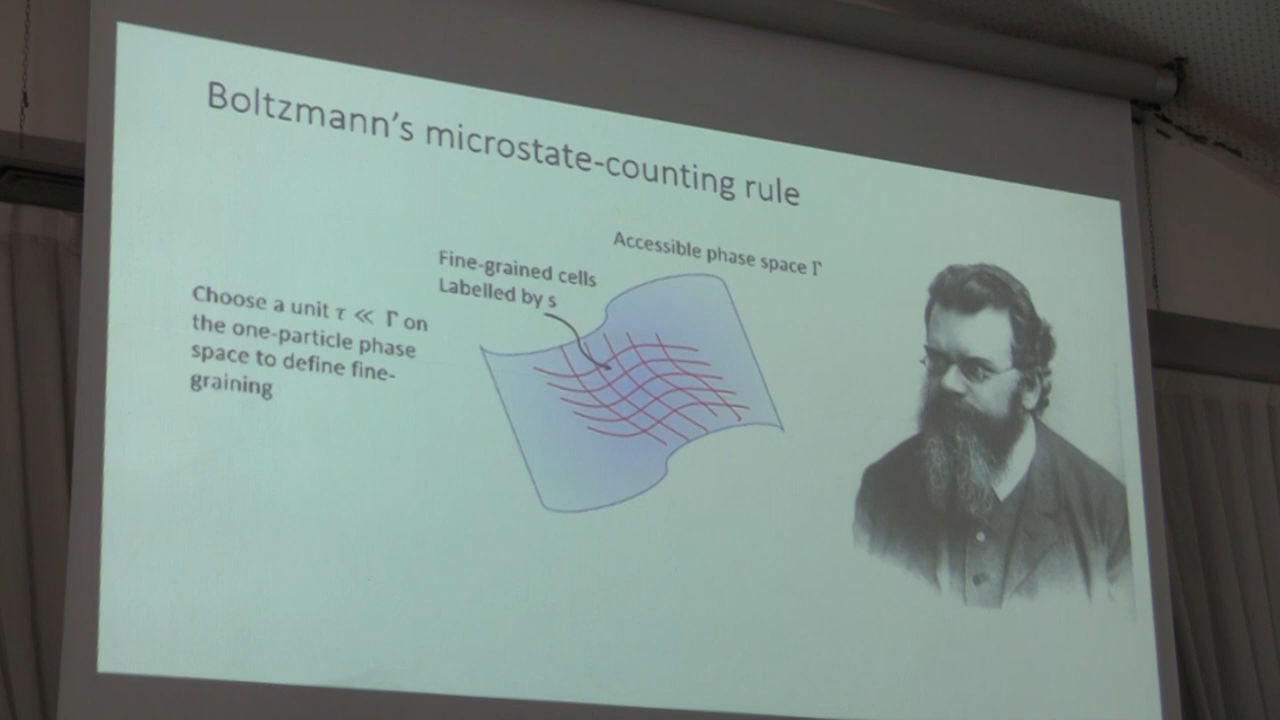 Boltzmann's microstate-counting rule
Accessible phase space Γ
Fine-grained cells
Labelled by s
Choose a unit τ ≪ Γ on
the one-particle phase
space to define fine-
graining